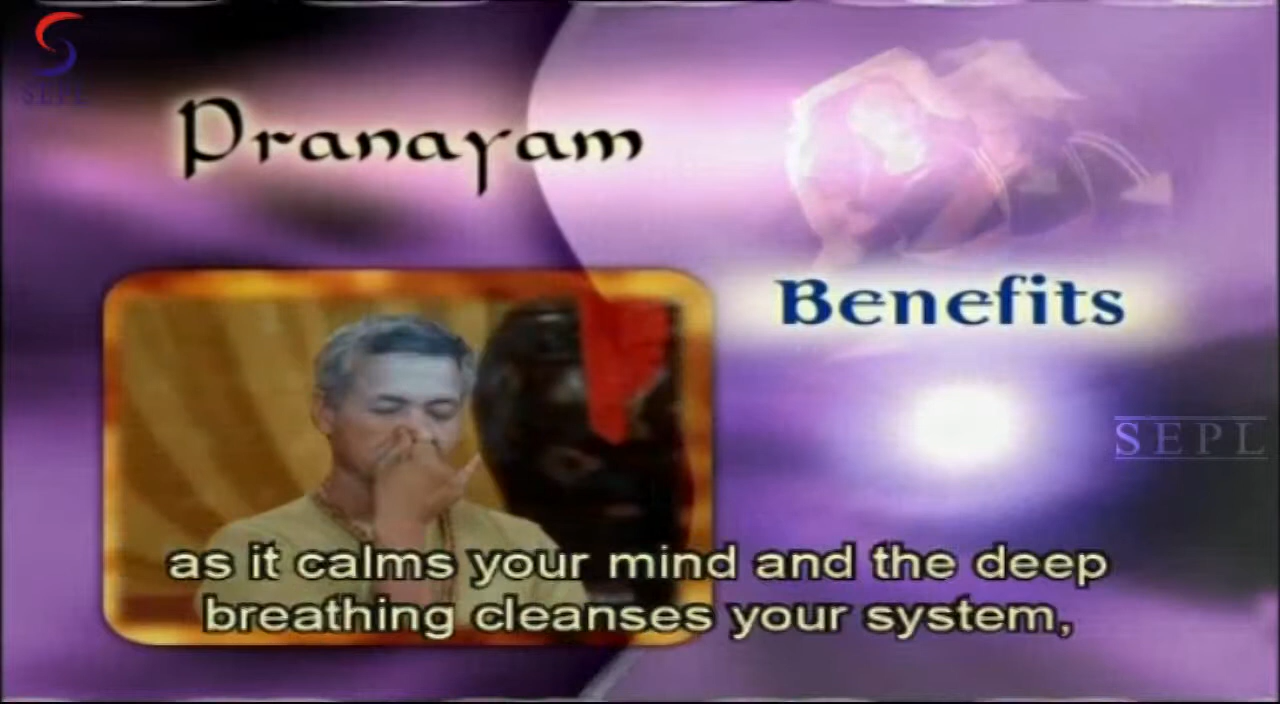 SEPL
Pranayam
Benefits
SEPL
as it calms your mind and the deep
breathing cleanses your system,